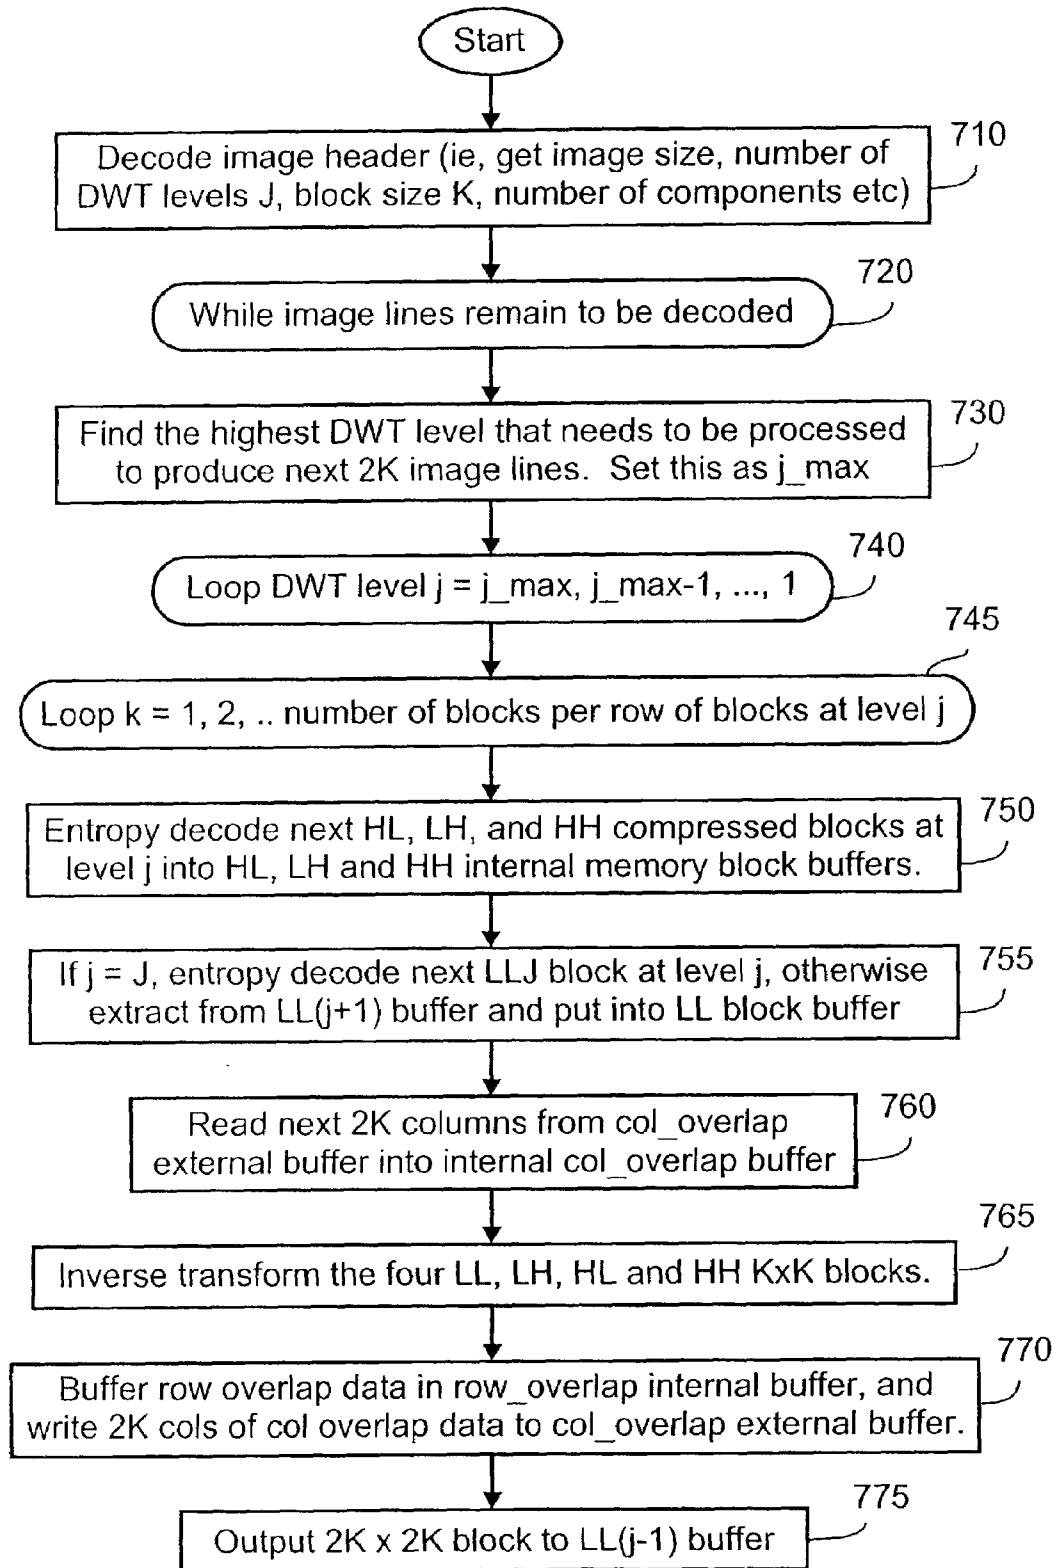 Start
710
Decode image header (ie, get image size, number of
DWT levels J, block size K, number of components etc)
720
While image lines remain to be decoded
730
Find the highest DWT level that needs to be processed
to produce next 2K image lines. Set this as j_max
740
Loop DWT level j = j_max, j_max-1, ..., 1
745
Loop k = 1, 2, .. number of blocks per row of blocks at level j
750
Entropy decode next HL, LH, and HH compressed blocks at
level j into HL, LH and HH internal memory block buffers.
755
If j = J, entropy decode next LLJ block at level j, otherwise
extract from LL(j+1) buffer and put into LL block buffer
760
Read next 2K columns from col_overlap
external buffer into internal col_overlap buffer
765
Inverse transform the four LL, LH, HL and HH KxK blocks.
770
Buffer row overlap data in row_overlap internal buffer, and
write 2K cols of col overlap data to col_overlap external buffer.
775
Output 2K x 2K block to LL(j-1) buffer